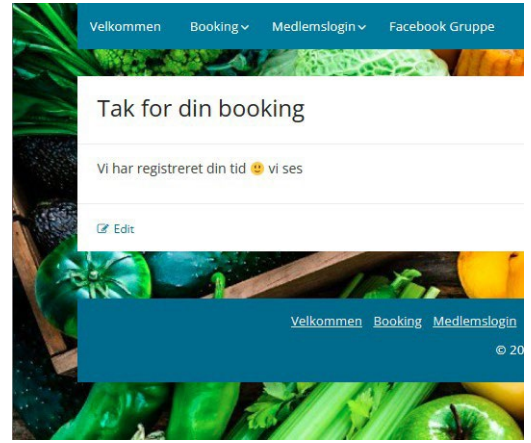 Velkommen Booking Medlemslogin Facebook Gruppe
Tak for din booking
Vi har registreret din tid 🙂 vi ses
Edit
Velkommen Booking Medlemslogin
© 20